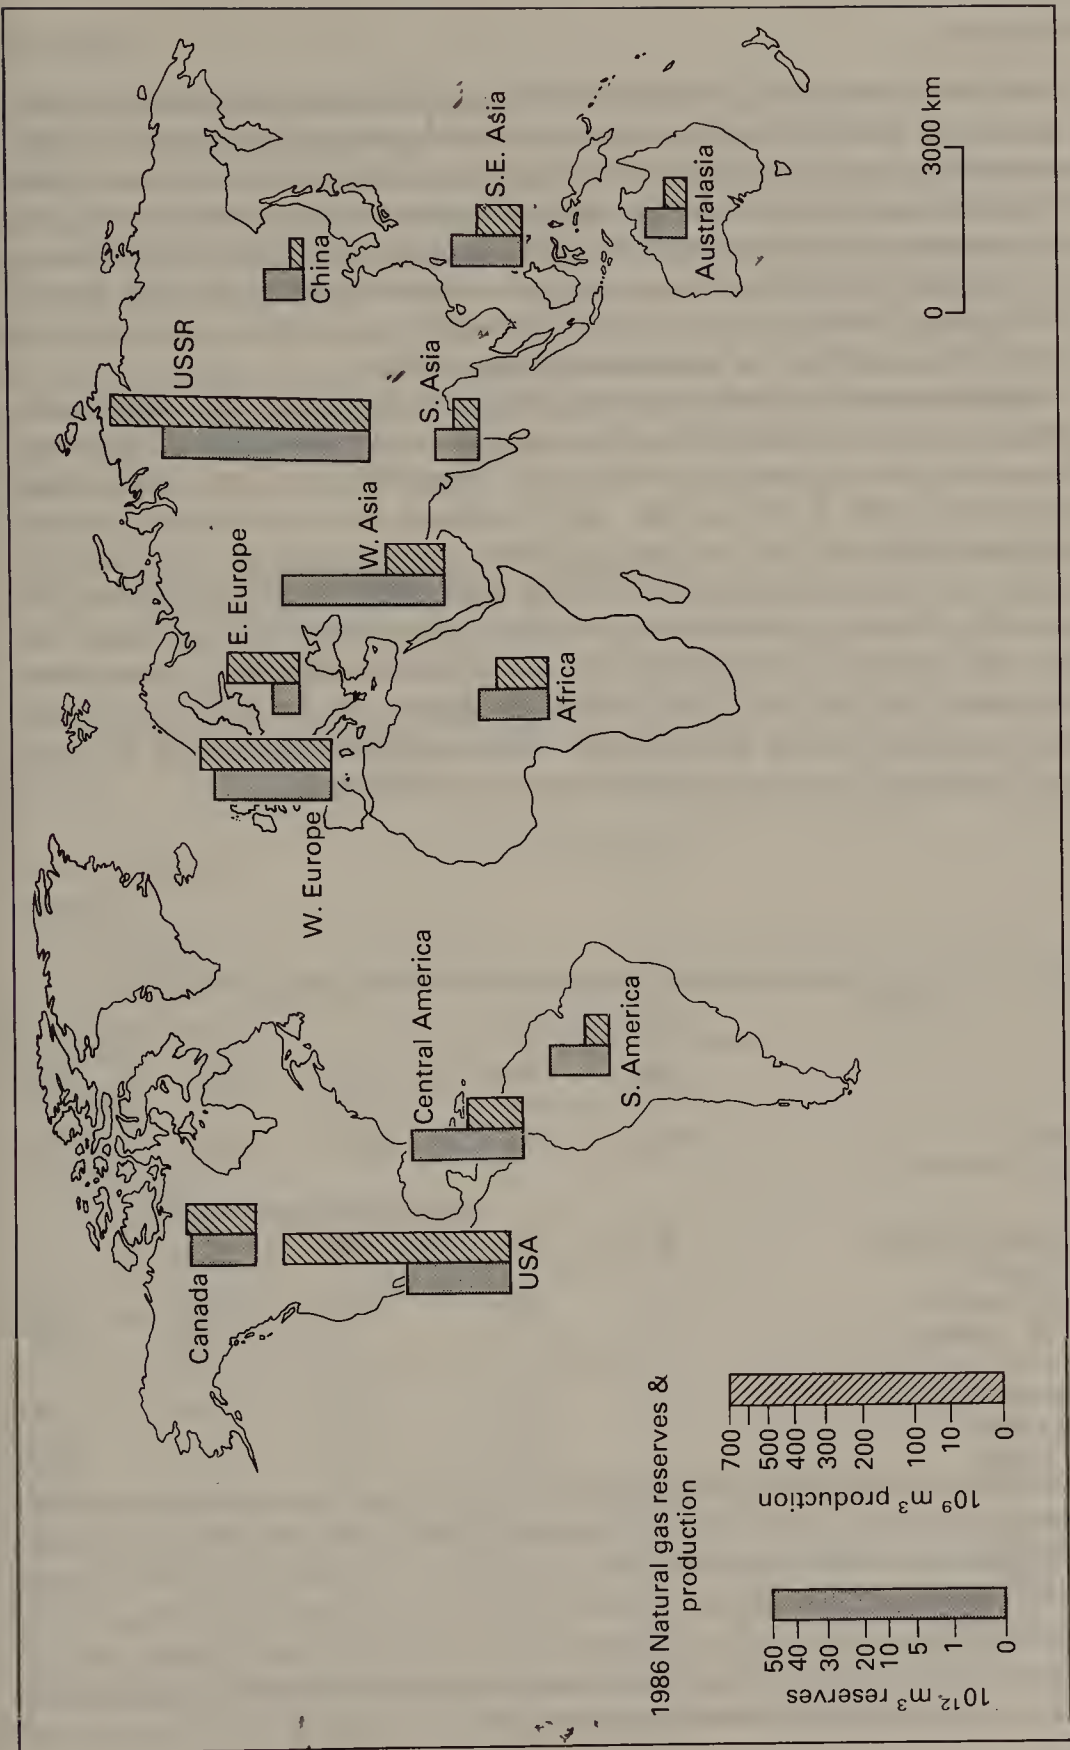 Canada
USA
Central America
S. America
W. Europe
E. Europe
Africa
W. Asia
USSR
S. Asia
China
S.E. Asia
Australasia
0 3000 km
1986 Natural gas reserves &
production
10¹² m³ reserves
50
40
30
20
10
5
1
0
10⁹ m³ production
700
500
400
300
200
100
10
0